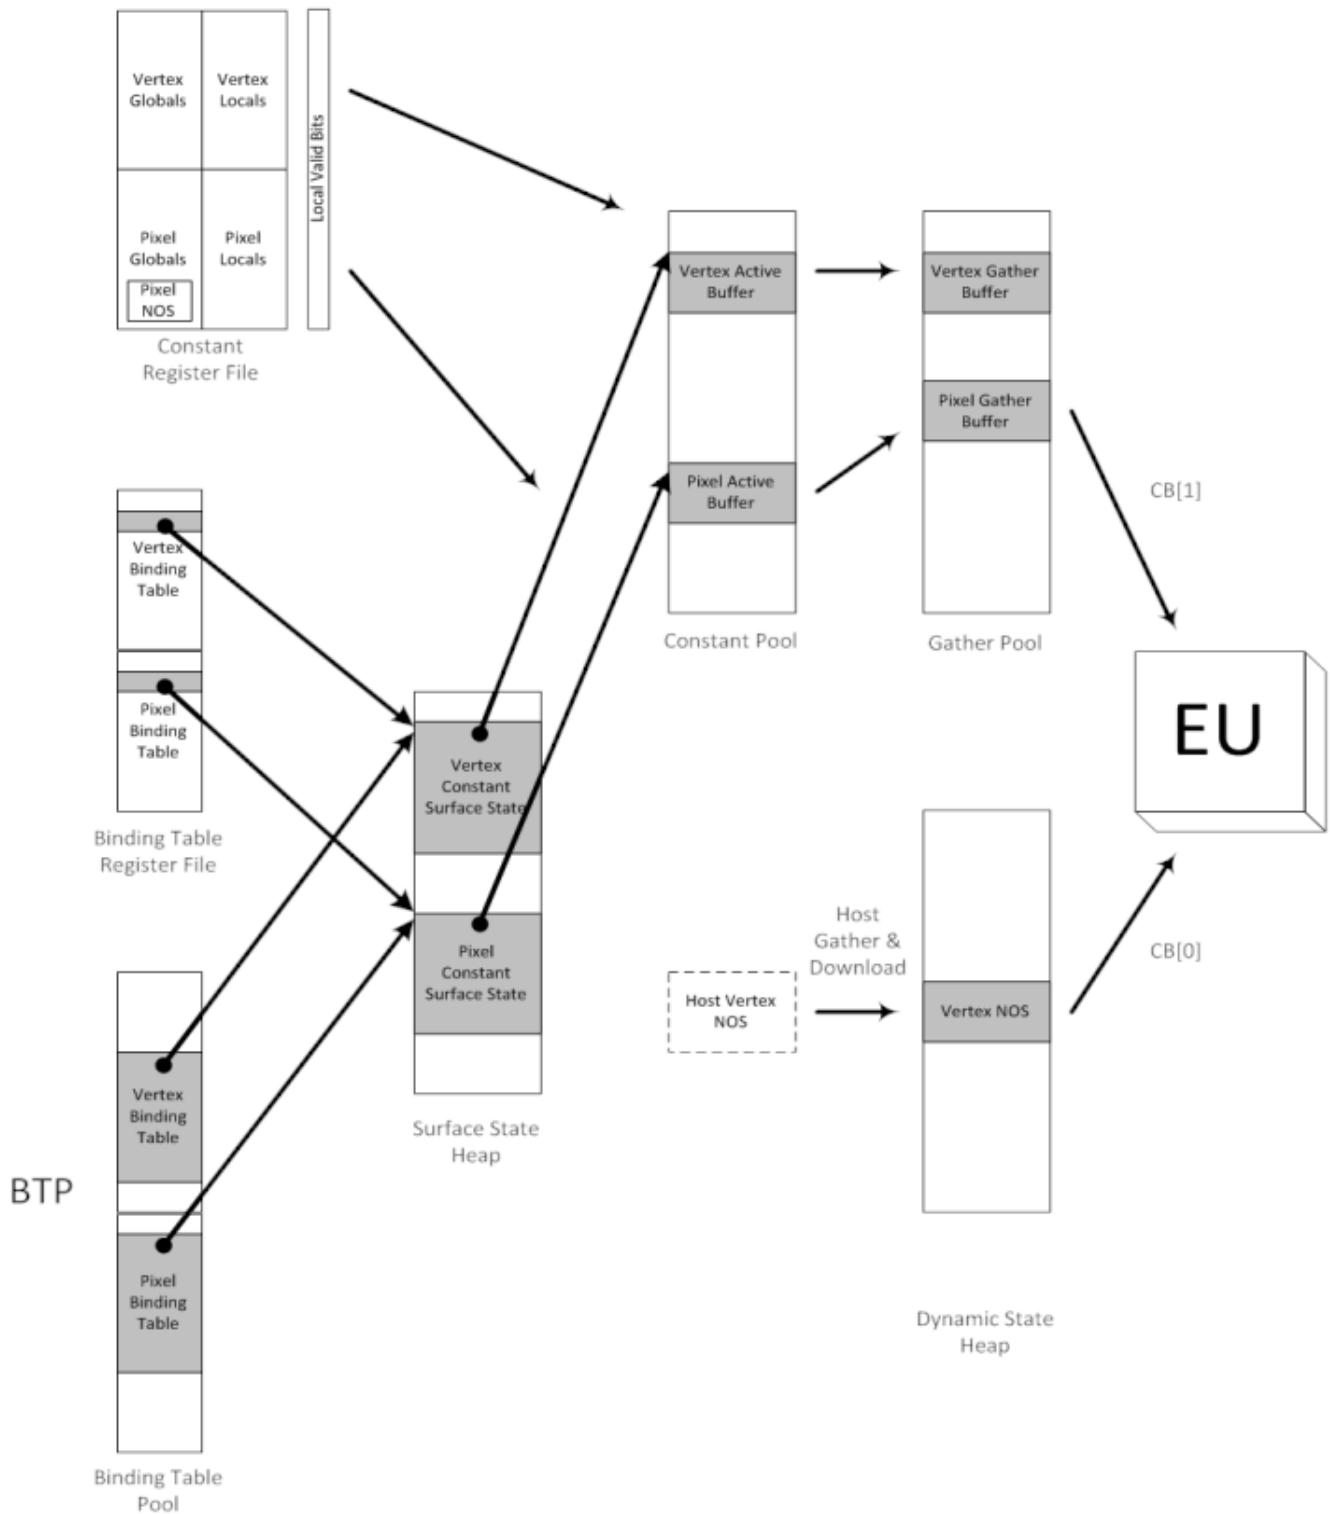 Vertex
Globals
Vertex
Locals
Local Valid Bits
Pixel
Globals
Pixel
Locals
Pixel
NOS
Constant
Register File
Vertex Active
Buffer
Vertex Gather
Buffer
Pixel Gather
Buffer
Pixel Active
Buffer
CB[1]
Constant Pool
Gather Pool
Vertex
Binding
Table
Pixel
Binding
Table
Binding Table
Register File
EU
Vertex
Constant
Surface State
Pixel
Constant
Surface State
Surface State
Heap
Host
Gather &
Download
CB[0]
Host Vertex
NOS
Vertex NOS
Dynamic State
Heap
Vertex
Binding
Table
BTP
Pixel
Binding
Table
Binding Table
Pool